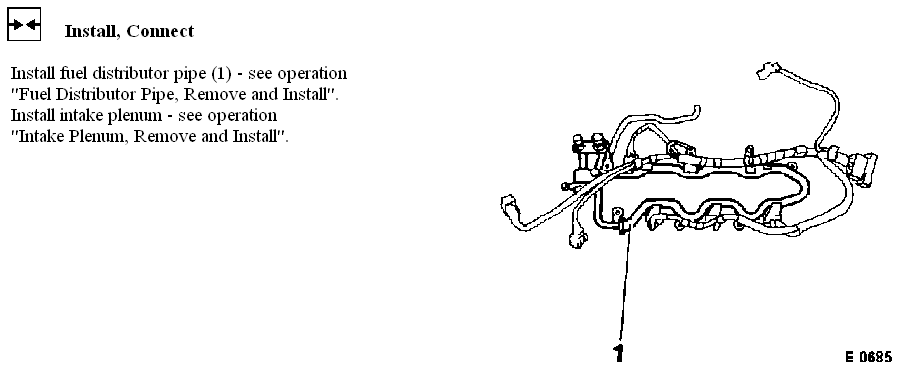 Install, Connect
Install fuel distributor pipe (1) - see operation
"Fuel Distributor Pipe, Remove and Install".
Install intake plenum - see operation
"Intake Plenum, Remove and Install".
1
E 0685